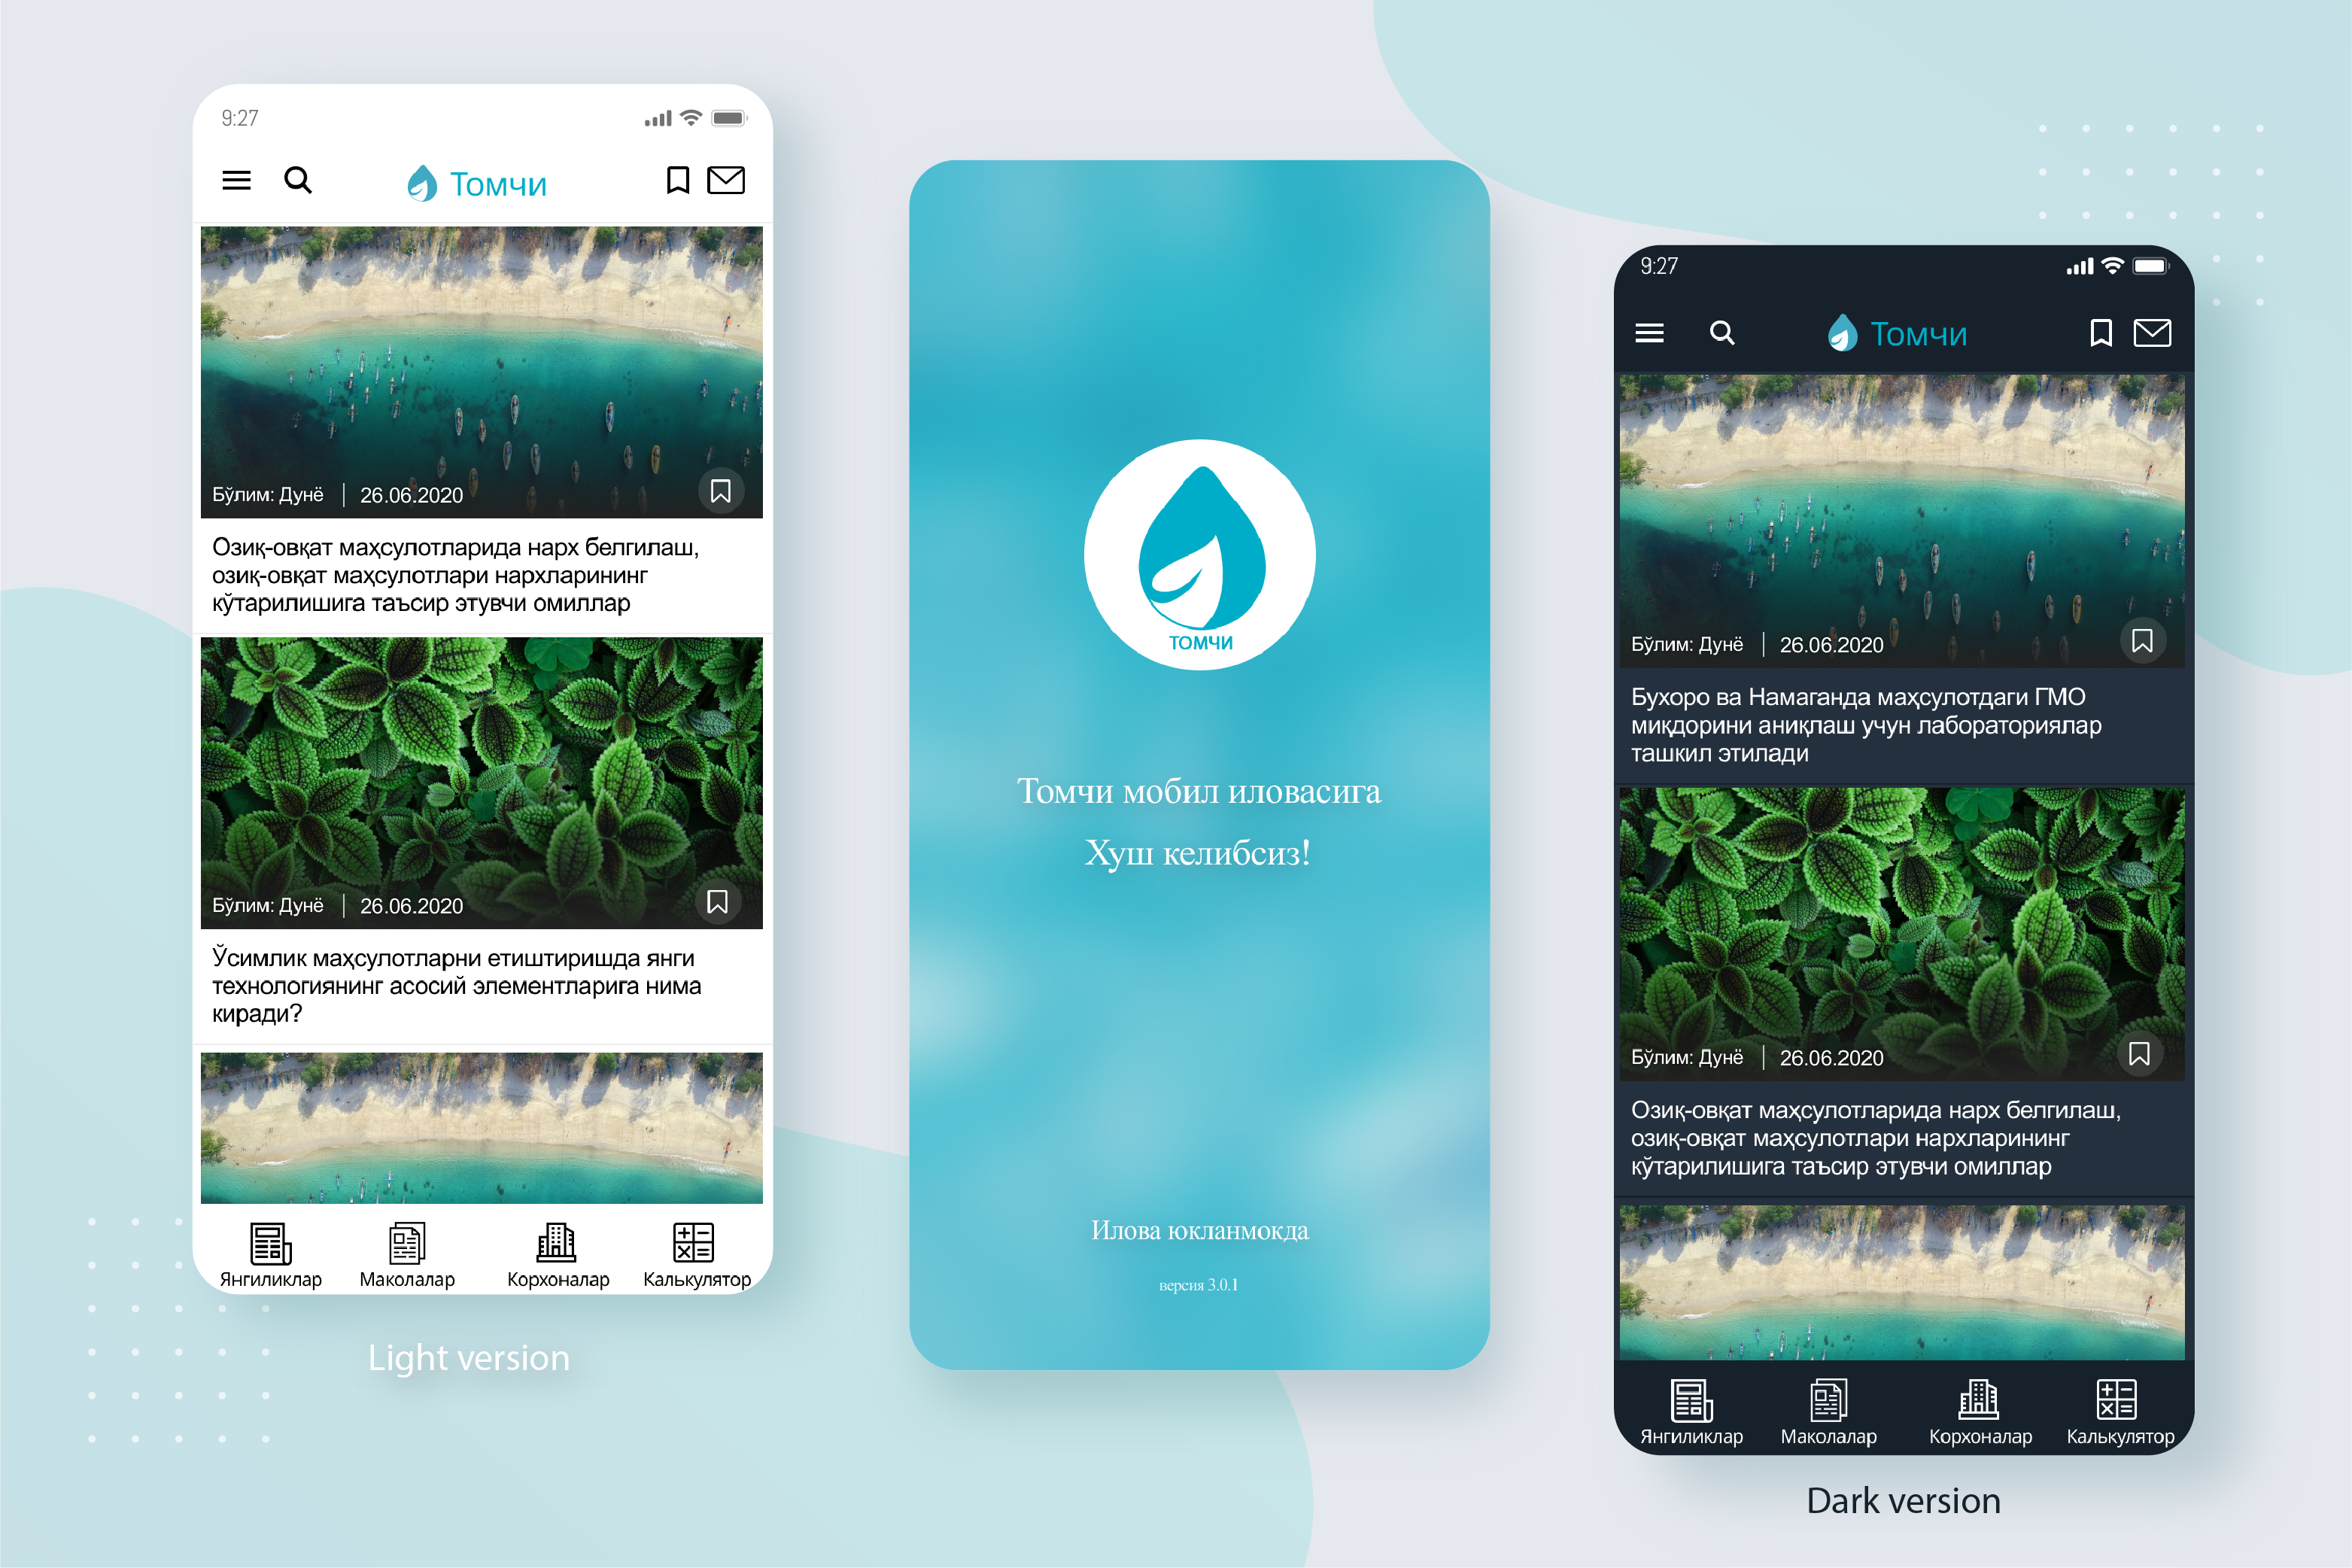 9:27
Томчи
Бўлим: Дунё | 26.06.2020
Озиқ-овқат маҳсулотларида нарх белгилаш,
озиқ-овқат маҳсулотлари нархларининг
кўтарилишига таъсир этувчи омиллар
Бўлим: Дунё | 26.06.2020
Ўсимлик маҳсулотларни етиштиришда янги
технологиянинг асосий элементларига нима
киради?
Янгиликлар Маколалар Корхоналар Калькулятор
Light version
ТОМЧИ
Томчи мобил иловасига
Хуш келибсиз!
Илова юкланмоқда
версия 3.0.1
9:27
Томчи
Бўлим: Дунё | 26.06.2020
Бухоро ва Намаганда маҳсулотдаги ГМО
миқдорини аниқлаш учун лабораториялар
ташкил этилади
Бўлим: Дунё | 26.06.2020
Озиқ-овқат маҳсулотларида нарх белгилаш,
озиқ-овқат маҳсулотлари нархларининг
кўтарилишига таъсир этувчи омиллар
Янгиликлар Маколалар Корхоналар Калькулятор
Dark version